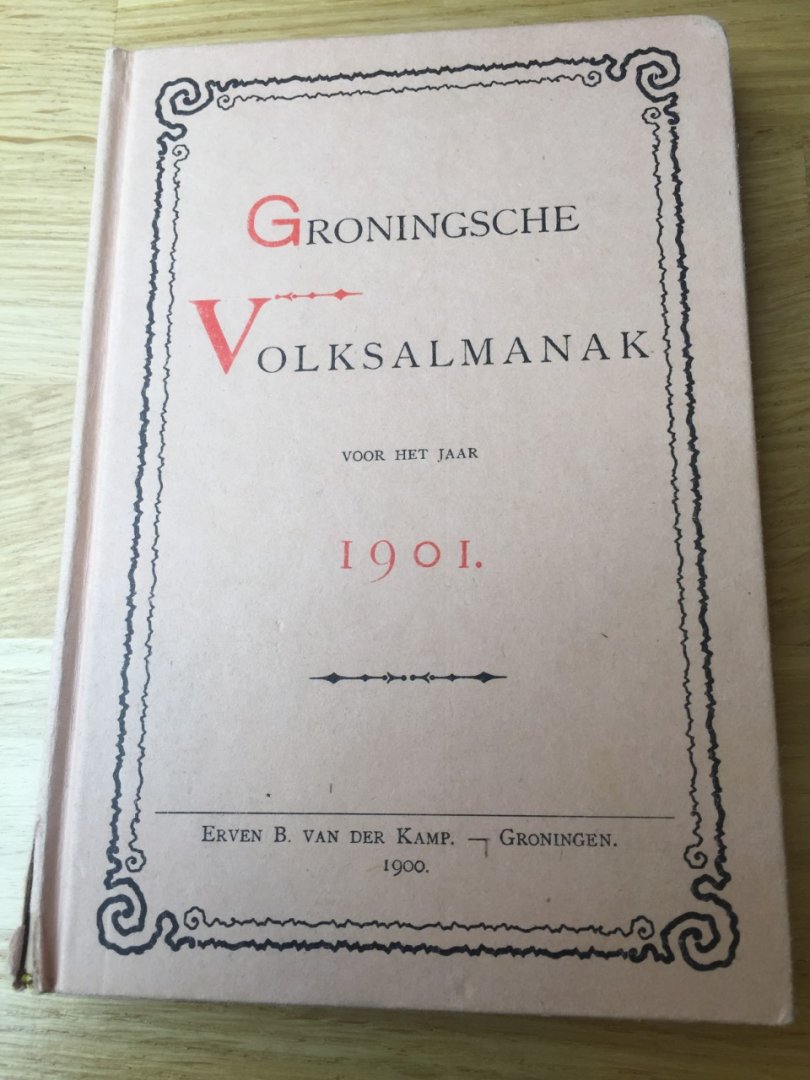 GRONINGSCHE
VOLKSALMANAK
VOOR HET JAAR
1901.
ERVEN B. VAN DER KAMP. — GRONINGEN.
1900.